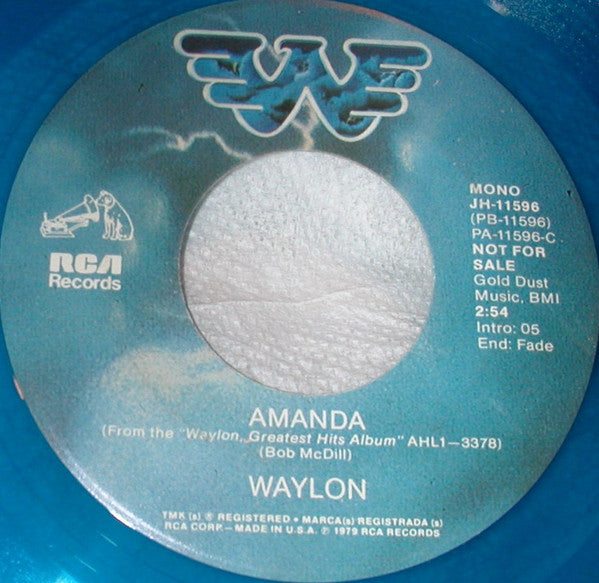 W
RCA
Records
MONO
JH-11596
(PB-11596)
PA-11596-C
NOT FOR
SALE
Gold Dust
Music, BMI
2:54
Intro: 05
End: Fade
AMANDA
(From the "Waylon, Greatest Hits Album" AHL1—3378)
(Bob McDill)
WAYLON
TMK (s) ® REGISTERED • MARCA(s) REGISTRADA (s)
RCA CORP.— MADE IN U.S.A. ℗ 1979 RCA RECORDS